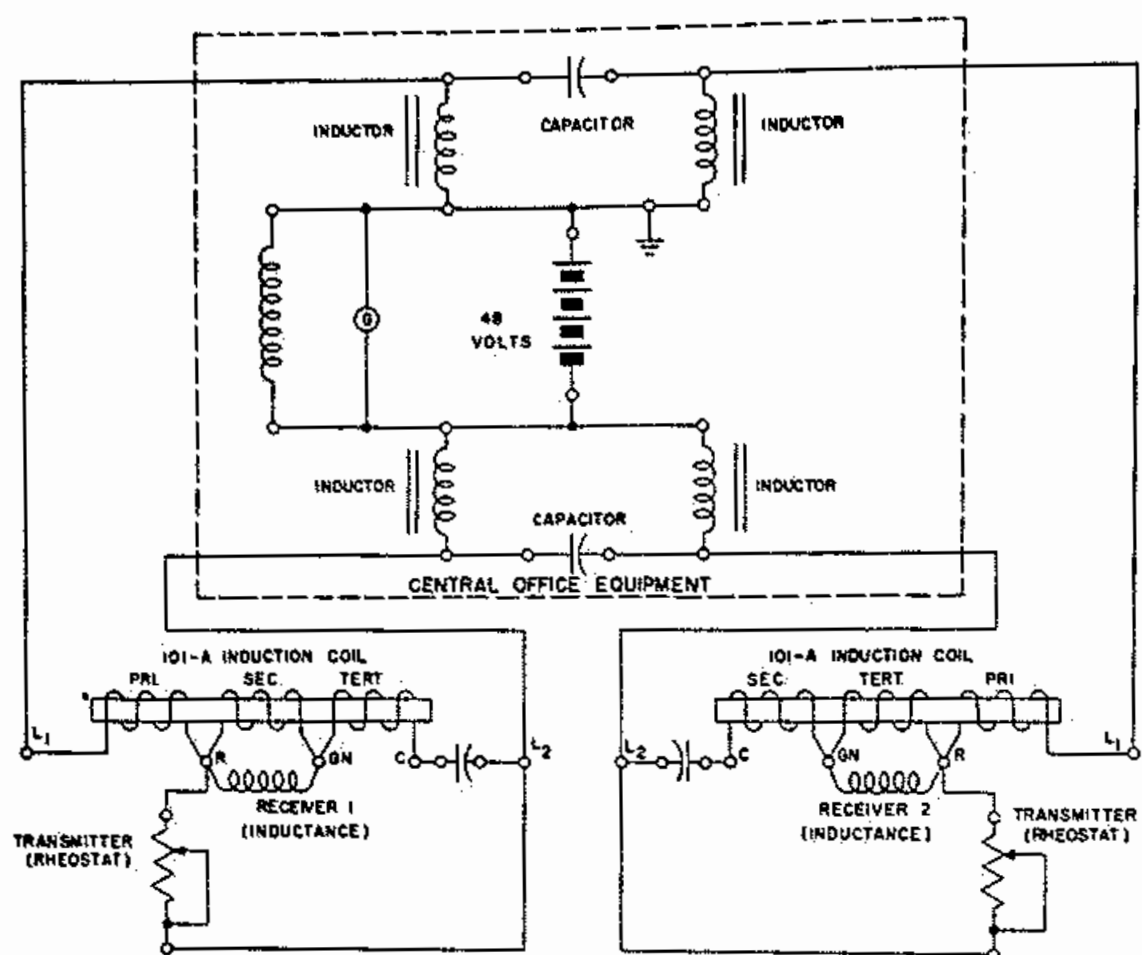 INDUCTOR
CAPACITOR
INDUCTOR
G
48
VOLTS
INDUCTOR
CAPACITOR
INDUCTOR
CENTRAL OFFICE EQUIPMENT
101-A INDUCTION COIL
PRI.
SEC.
TERT.
L1
R
GN
C
L2
RECEIVER 1
(INDUCTANCE)
TRANSMITTER
(RHEOSTAT)
101-A INDUCTION COIL
SEC.
TERT.
PRI
L2
C
GN
R
L1
RECEIVER 2
(INDUCTANCE)
TRANSMITTER
(RHEOSTAT)